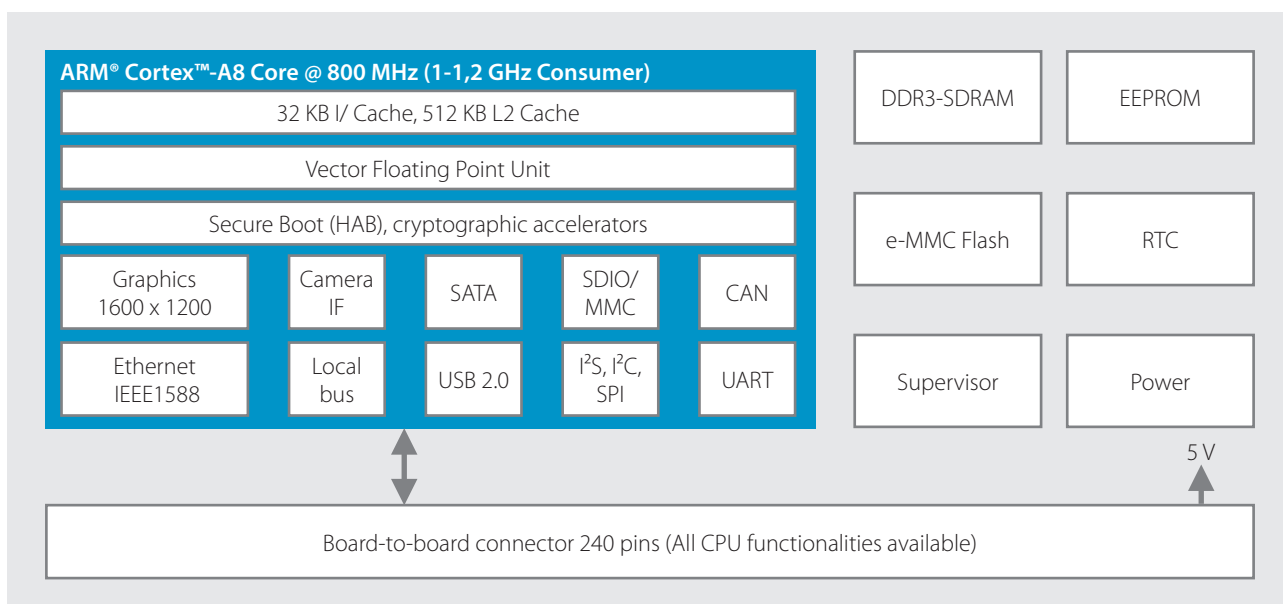 ARM® Cortex™-A8 Core @ 800 MHz (1-1,2 GHz Consumer)
32 KB I/ Cache, 512 KB L2 Cache
Vector Floating Point Unit
Secure Boot (HAB), cryptographic accelerators
Graphics
1600 x 1200
Camera
IF
SATA
SDIO/
MMC
CAN
Ethernet
IEEE1588
Local
bus
USB 2.0
I²S, I²C,
SPI
UART
DDR3-SDRAM
EEPROM
e-MMC Flash
RTC
Supervisor
Power
5 V
Board-to-board connector 240 pins (All CPU functionalities available)